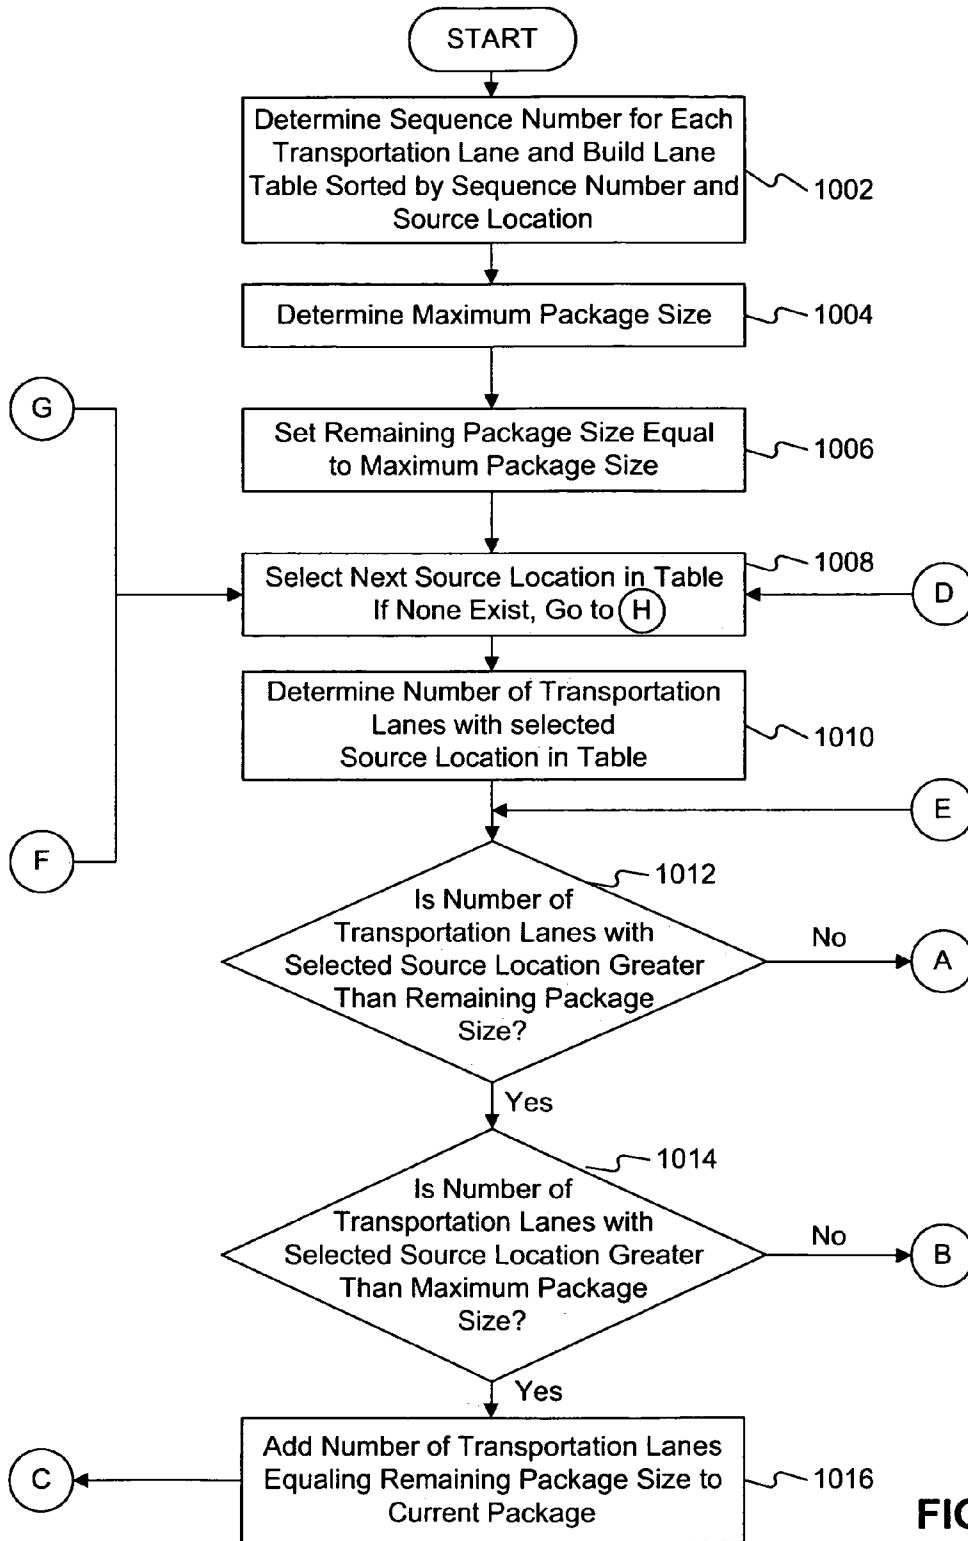 START
Determine Sequence Number for Each
Transportation Lane and Build Lane
Table Sorted by Sequence Number and
Source Location
1002
Determine Maximum Package Size
1004
G
Set Remaining Package Size Equal
to Maximum Package Size
1006
Select Next Source Location in Table
If None Exist, Go to H
1008
D
Determine Number of Transportation
Lanes with selected
Source Location in Table
1010
E
F
1012
Is Number of
Transportation Lanes with
Selected Source Location Greater
Than Remaining Package
Size?
No
A
Yes
1014
Is Number of
Transportation Lanes with
Selected Source Location Greater
Than Maximum Package
Size?
No
B
Yes
Add Number of Transportation Lanes
Equaling Remaining Package Size to
Current Package
1016
C